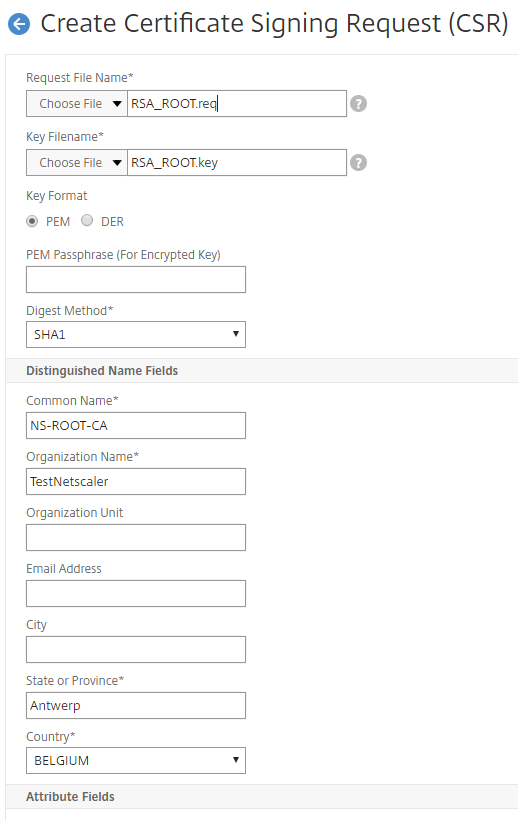 Create Certificate Signing Request (CSR)
Request File Name*
Choose File RSA_ROOT.req ?
Key Filename*
Choose File RSA_ROOT.key ?
Key Format
PEM DER
PEM Passphrase (For Encrypted Key)
Digest Method*
SHA1
Distinguished Name Fields
Common Name*
NS-ROOT-CA
Organization Name*
TestNetscaler
Organization Unit
Email Address
City
State or Province*
Antwerp
Country*
BELGIUM
Attribute Fields